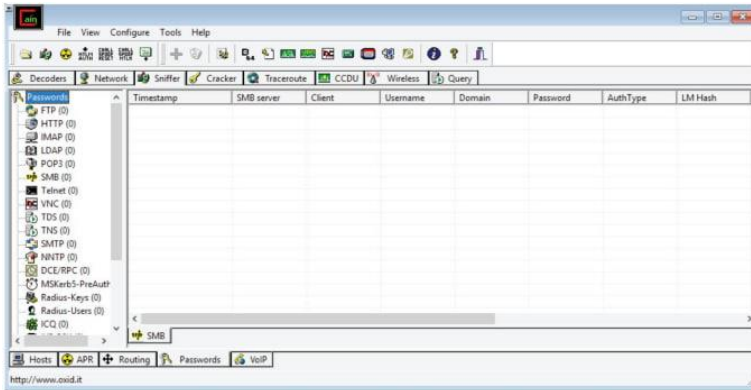 ain
File View Configure Tools Help
Decoders Network Sniffer Cracker Traceroute CCDU Wireless Query
Passwords
FTP (0)
HTTP (0)
IMAP (0)
LDAP (0)
POP3 (0)
SMB (0)
Telnet (0)
VNC (0)
TDS (0)
TNS (0)
SMTP (0)
NNTP (0)
DCE/RPC (0)
MSKerb5-PreAuth
Radius-Keys (0)
Radius-Users (0)
ICQ (0)
Timestamp SMB server Client Username Domain Password AuthType LM Hash
SMB
Hosts APR Routing Passwords VoIP
http://www.oxid.it